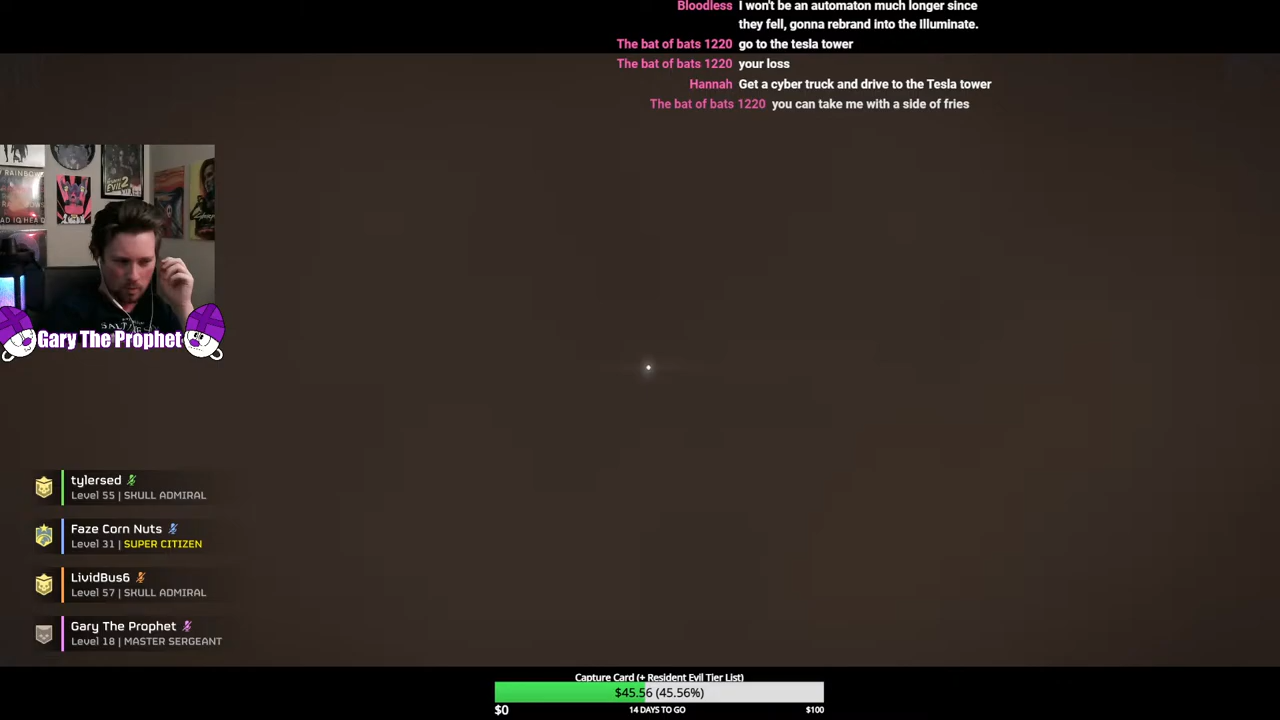 Bloodless I won't be an automaton much longer since
they fell, gonna rebrand into the Illuminate.
The bat of bats 1220 go to the tesla tower
The bat of bats 1220 your loss
Hannah Get a cyber truck and drive to the Tesla tower
The bat of bats 1220 you can take me with a side of fries
Gary The Prophet
tylersed
Level 55 | SKULL ADMIRAL
Faze Corn Nuts
Level 31 | SUPER CITIZEN
LividBus6
Level 57 | SKULL ADMIRAL
Gary The Prophet
Level 18 | MASTER SERGEANT
Capture Card (+ Resident Evil Tier List)
$45.56 (45.56%)
$0 14 DAYS TO GO $100